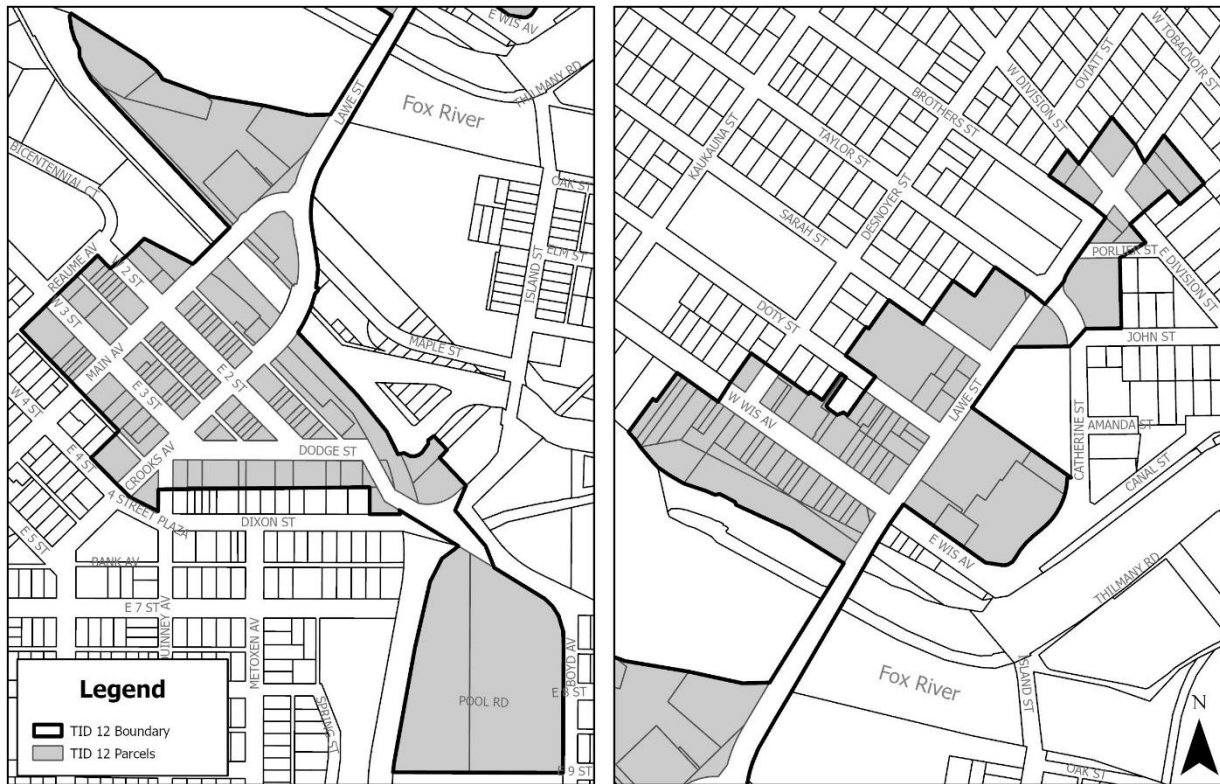 E WIS AV
THILMANY RD
LAWE ST
Fox River
BICENTENNIAL CT
OAK ST
ELM ST
ISLAND ST
REAUME AV
W 2 ST
W 3 ST
MAPLE ST
MAIN AV
E 2 ST
E 3 ST
W 4 ST
E 4 ST
CROOKS AV
DODGE ST
4 STREET PLAZA
DIXON ST
E 5 ST
BANK AV
E 7 ST
QUINNEY AV
METOXEN AV
BOYD AV
E 8 ST
POOL RD
SPRING ST
E 9 ST
Legend
TID 12 Boundary
TID 12 Parcels
W TOBACNOIR ST
OVIATT ST
W DIVISION ST
BROTHERS ST
TAYLOR ST
KAUKAUNA ST
DESNOYER ST
SARAH ST
PORLIER ST
E DIVISION ST
DOTY ST
JOHN ST
LAWE ST
W WIS AV
CATHERINE ST
AMANDA ST
CANAL ST
E WIS AV
THILMANY RD
Fox River
ISLAND ST
N
OAK ST